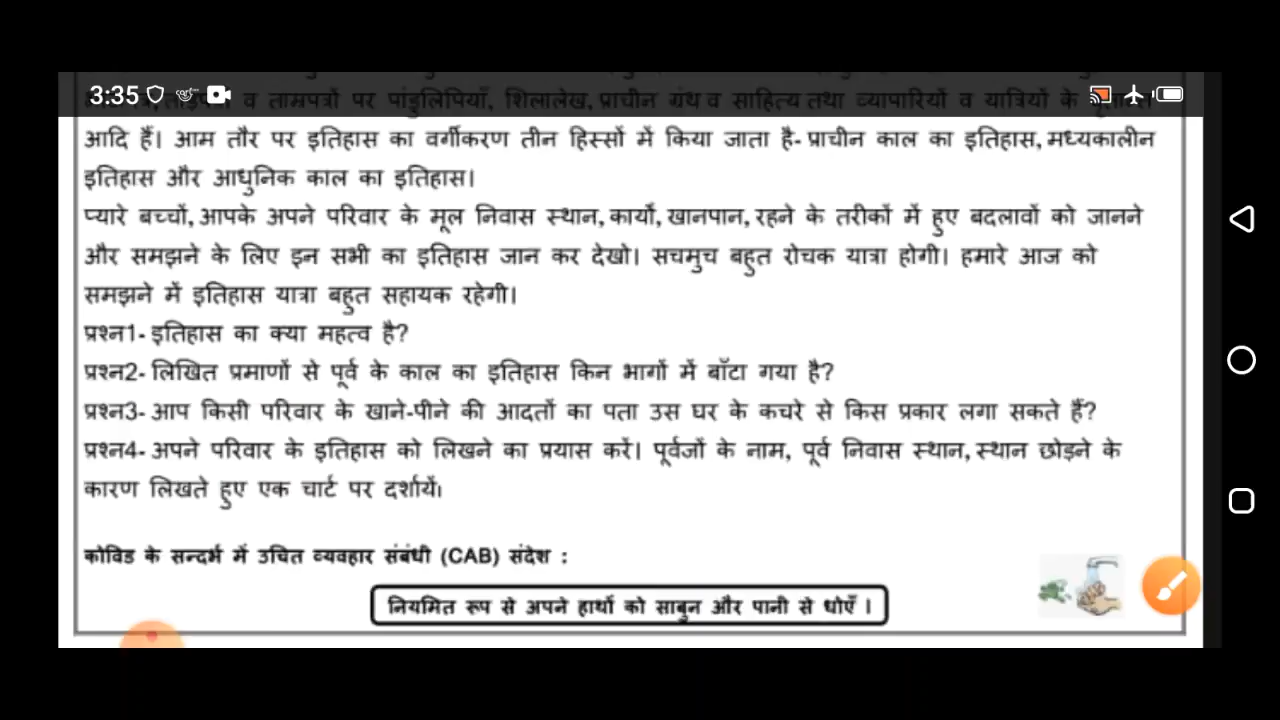 3:35
व ताम्रपत्रों पर पांडुलिपियाँ, शिलालेख, प्राचीन ग्रंथ व साहित्य तथा व्यापारियों व यात्रियों के
आदि हैं। आम तौर पर इतिहास का वर्गीकरण तीन हिस्सों में किया जाता है- प्राचीन काल का इतिहास, मध्यकालीन
इतिहास और आधुनिक काल का इतिहास।
प्यारे बच्चों, आपके अपने परिवार के मूल निवास स्थान, कार्यों, खानपान, रहने के तरीकों में हुए बदलावों को जानने
और समझने के लिए इन सभी का इतिहास जान कर देखो। सचमुच बहुत रोचक यात्रा होगी। हमारे आज को
समझने में इतिहास यात्रा बहुत सहायक रहेगी।
प्रश्न1- इतिहास का क्या महत्व है?
प्रश्न2- लिखित प्रमाणों से पूर्व के काल का इतिहास किन भागों में बाँटा गया है?
प्रश्न3- आप किसी परिवार के खाने-पीने की आदतों का पता उस घर के कचरे से किस प्रकार लगा सकते हैं?
प्रश्न4- अपने परिवार के इतिहास को लिखने का प्रयास करें। पूर्वजों के नाम, पूर्व निवास स्थान, स्थान छोड़ने के
कारण लिखते हुए एक चार्ट पर दर्शायें।
कोविड के सन्दर्भ में उचित व्यवहार संबंधी (CAB) संदेश :
नियमित रूप से अपने हाथों को साबुन और पानी से धोएँ ।